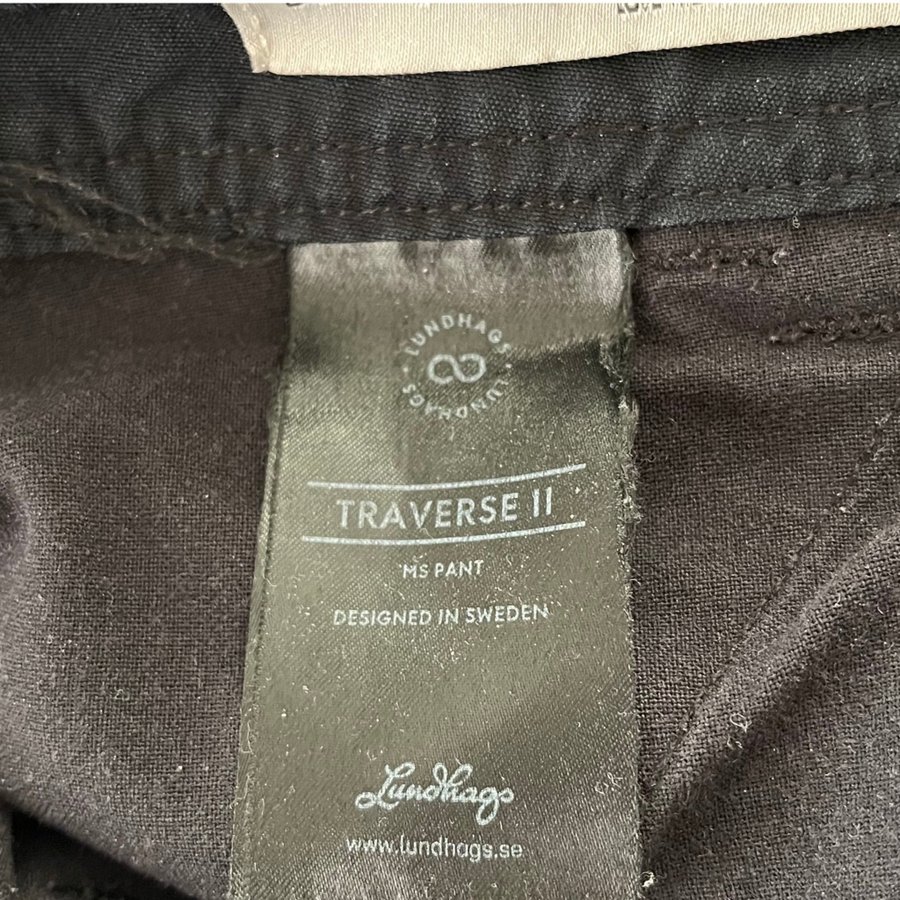 LUNDHAGS
LUNDHAGS
TRAVERSE II
MS PANT
DESIGNED IN SWEDEN
Lundhags
www.lundhags.se